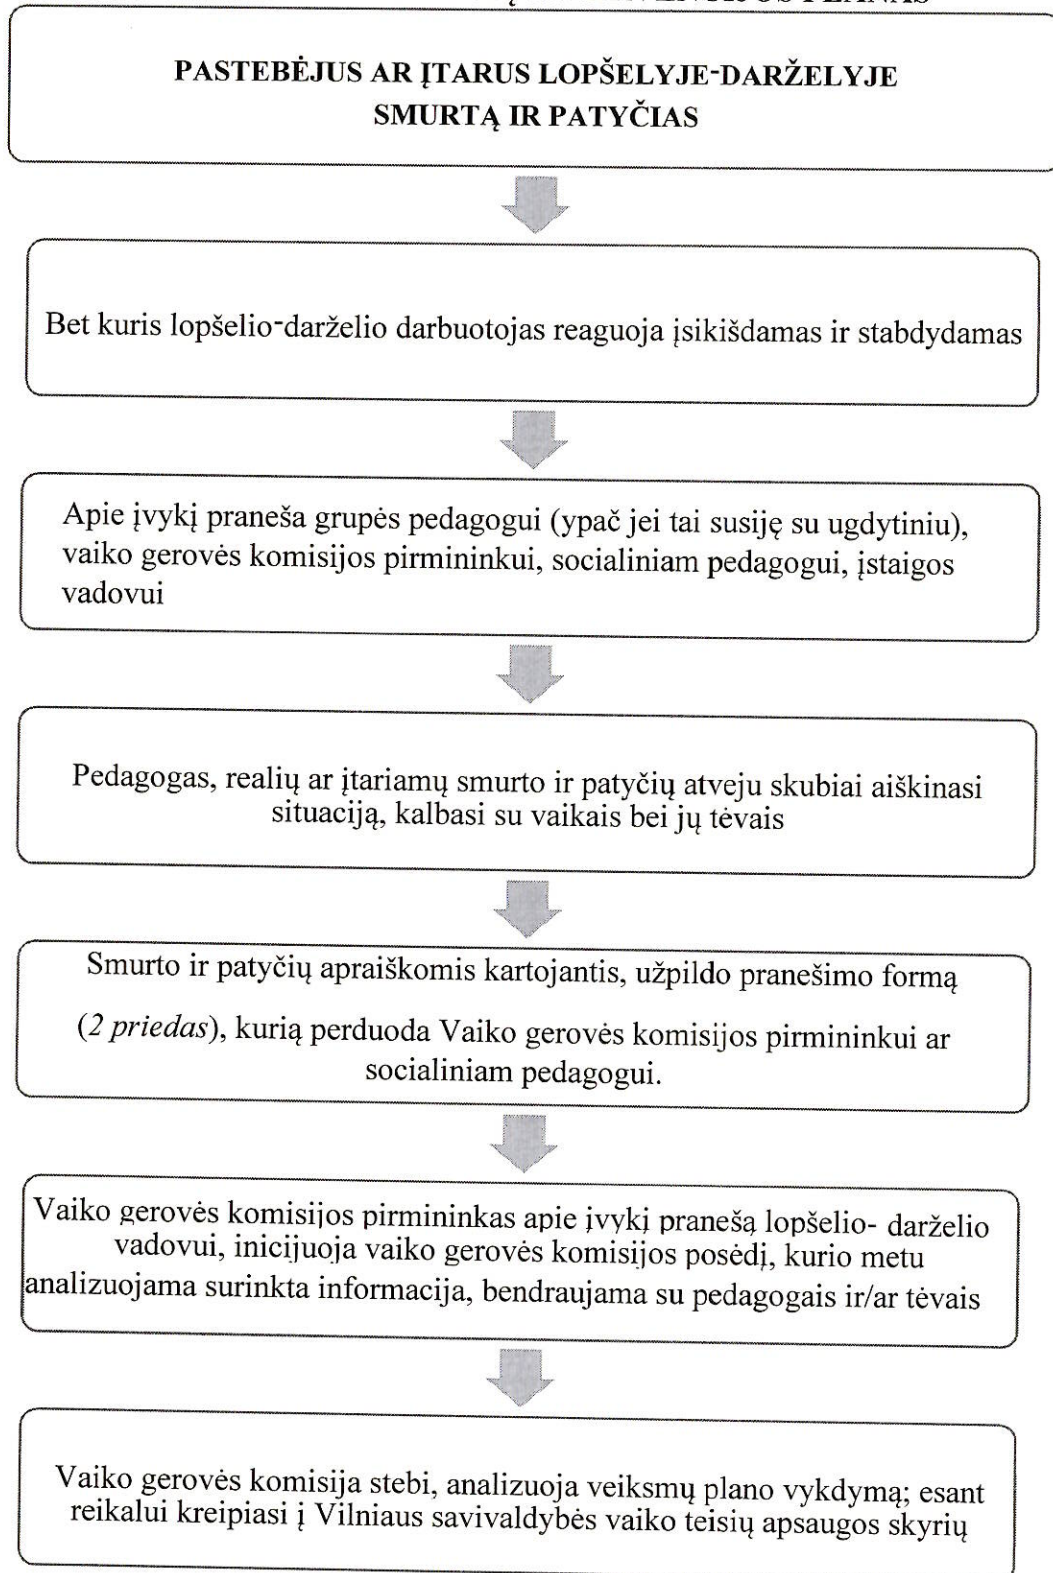 PLANAS
PASTEBĖJUS AR ĮTARUS LOPŠELYJE-DARŽELYJE
SMURTĄ IR PATYČIAS
Bet kuris lopšelio-darželio darbuotojas reaguoja įsikišdamas ir stabdydamas
Apie įvykį praneša grupės pedagogui (ypač jei tai susiję su ugdytiniu),
vaiko gerovės komisijos pirmininkui, socialiniam pedagogui, įstaigos
vadovui
Pedagogas, realių ar įtariamų smurto ir patyčių atveju skubiai aiškinasi
situaciją, kalbasi su vaikais bei jų tėvais
Smurto ir patyčių apraiškomis kartojantis, užpildo pranešimo formą
(2 priedas), kurią perduoda Vaiko gerovės komisijos pirmininkui ar
socialiniam pedagogui.
Vaiko gerovės komisijos pirmininkas apie įvykį pranešą lopšelio- darželio
vadovui, inicijuoja vaiko gerovės komisijos posėdį, kurio metu
analizuojama surinkta informacija, bendraujama su pedagogais ir/ar tėvais
Vaiko gerovės komisija stebi, analizuoja veiksmų plano vykdymą; esant
reikalui kreipiasi į Vilniaus savivaldybės vaiko teisių apsaugos skyrių